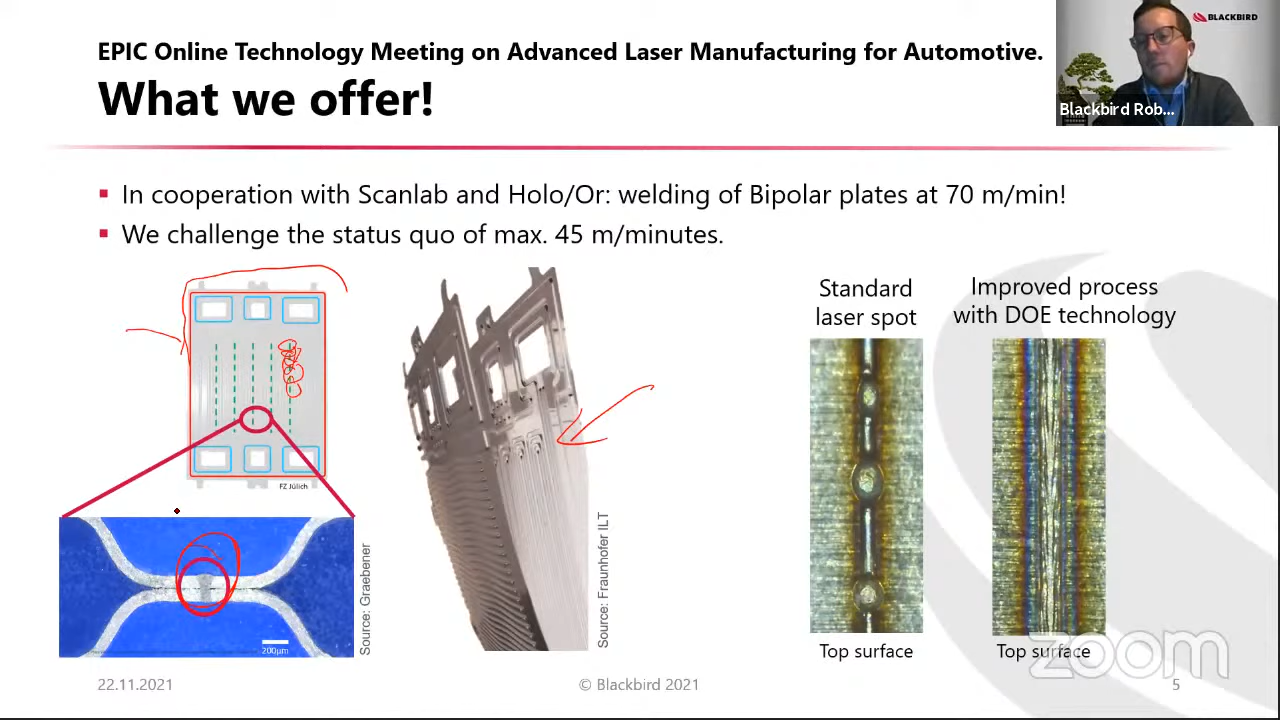 BLACKBIRD
EPIC Online Technology Meeting on Advanced Laser Manufacturing for Automotive.
What we offer!
Blackbird Rob...
In cooperation with Scanlab and Holo/Or: welding of Bipolar plates at 70 m/min!
We challenge the status quo of max. 45 m/minutes.
Standard
laser spot
Improved process
with DOE technology
FZ Jülich
200µm
Source: Graebener
Source: Fraunhofer ILT
Top surface
Top surface
zoom
22.11.2021
© Blackbird 2021
5